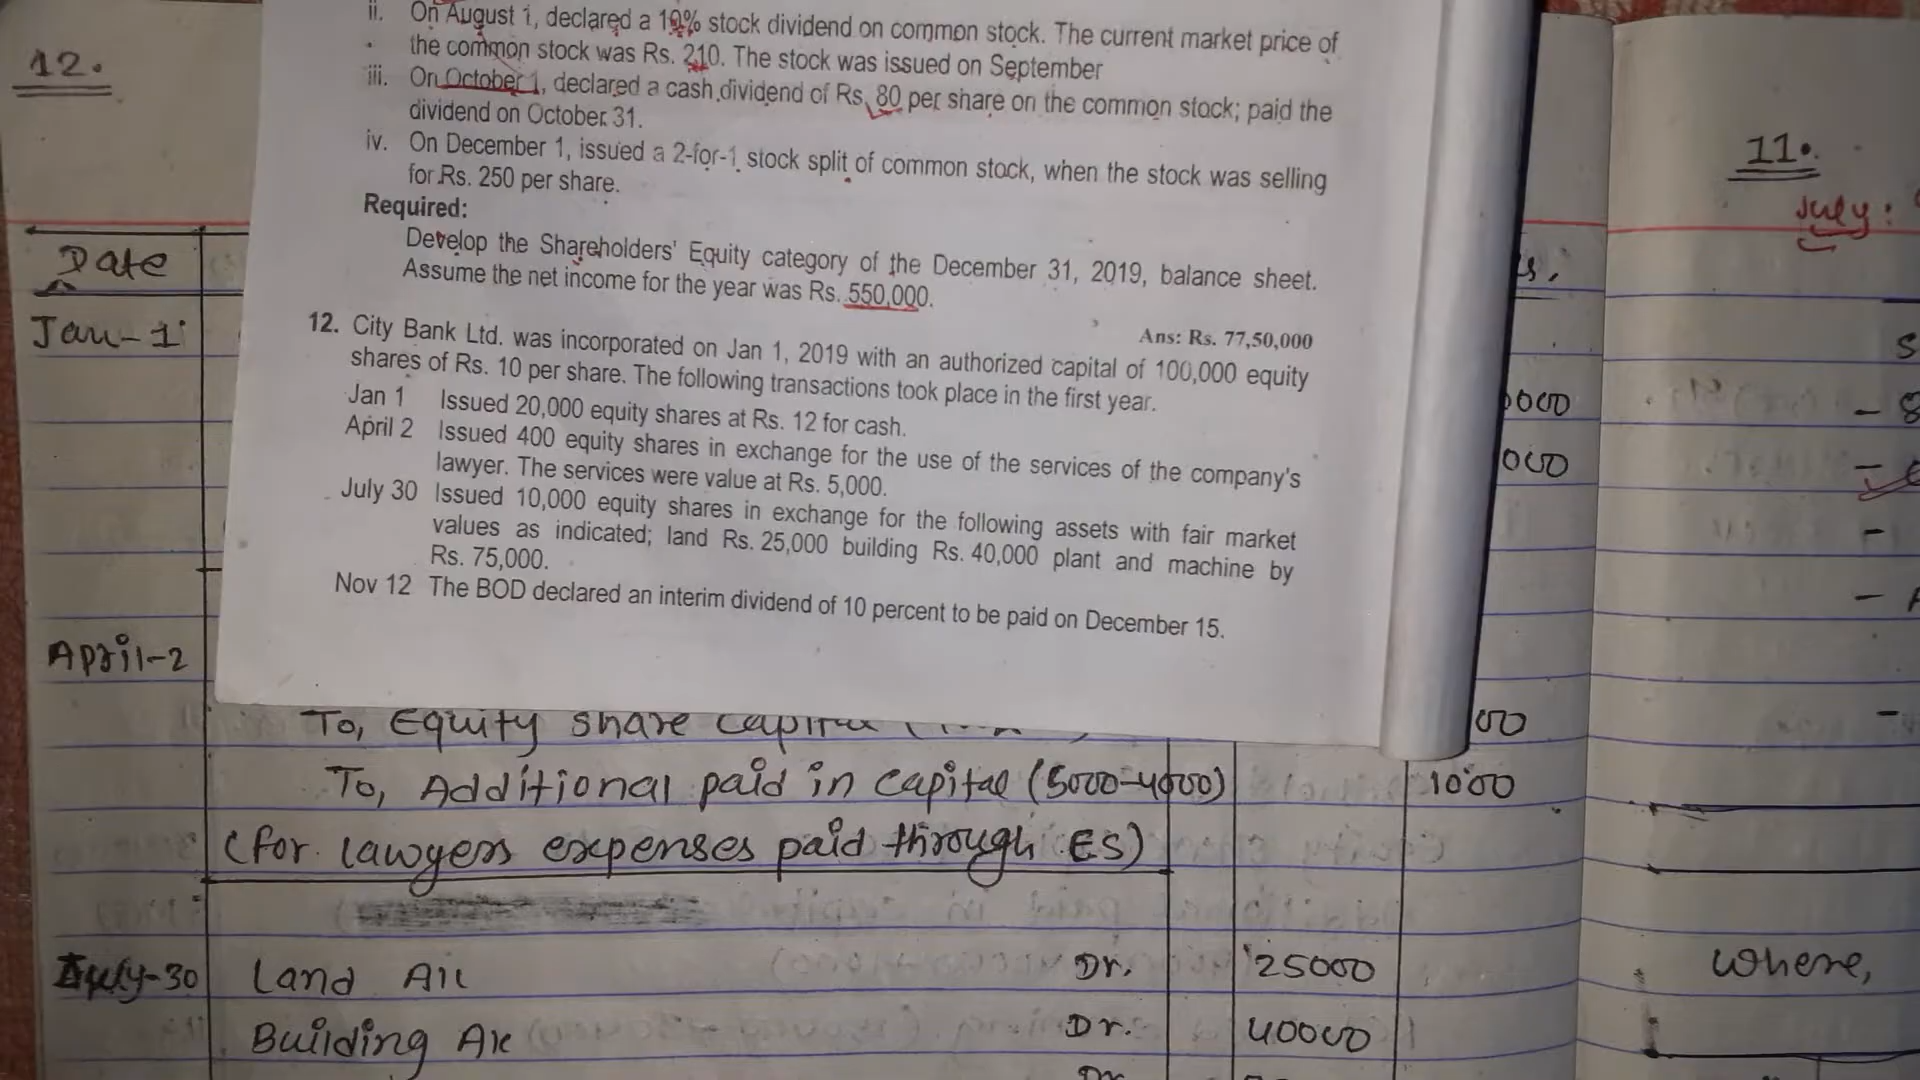 12.
ii. On August 1, declared a 10% stock dividend on common stock. The current market price of
the common stock was Rs. 210. The stock was issued on September
iii. On October 1, declared a cash dividend of Rs. 80 per share on the common stock; paid the
dividend on October 31.
iv. On December 1, issued a 2-for-1 stock split of common stock, when the stock was selling
for Rs. 250 per share.
Required:
Develop the Shareholders' Equity category of the December 31, 2019, balance sheet.
Assume the net income for the year was Rs. 550,000.
Ans: Rs. 77,50,000
12. City Bank Ltd. was incorporated on Jan 1, 2019 with an authorized capital of 100,000 equity
shares of Rs. 10 per share. The following transactions took place in the first year.
Jan 1 Issued 20,000 equity shares at Rs. 12 for cash.
April 2 Issued 400 equity shares in exchange for the use of the services of the company's
lawyer. The services were value at Rs. 5,000.
July 30 Issued 10,000 equity shares in exchange for the following assets with fair market
values as indicated; land Rs. 25,000 building Rs. 40,000 plant and machine by
Rs. 75,000.
Nov 12 The BOD declared an interim dividend of 10 percent to be paid on December 15.
Date
Jan-1
April-2
To, Equity share
To, Additional paid in capital (5000-4000) 1000
(for lawyers expenses paid through ES)
July-30 Land A/c Dr. 25000
Building A/c Dr. 40000
11.
July:
where,